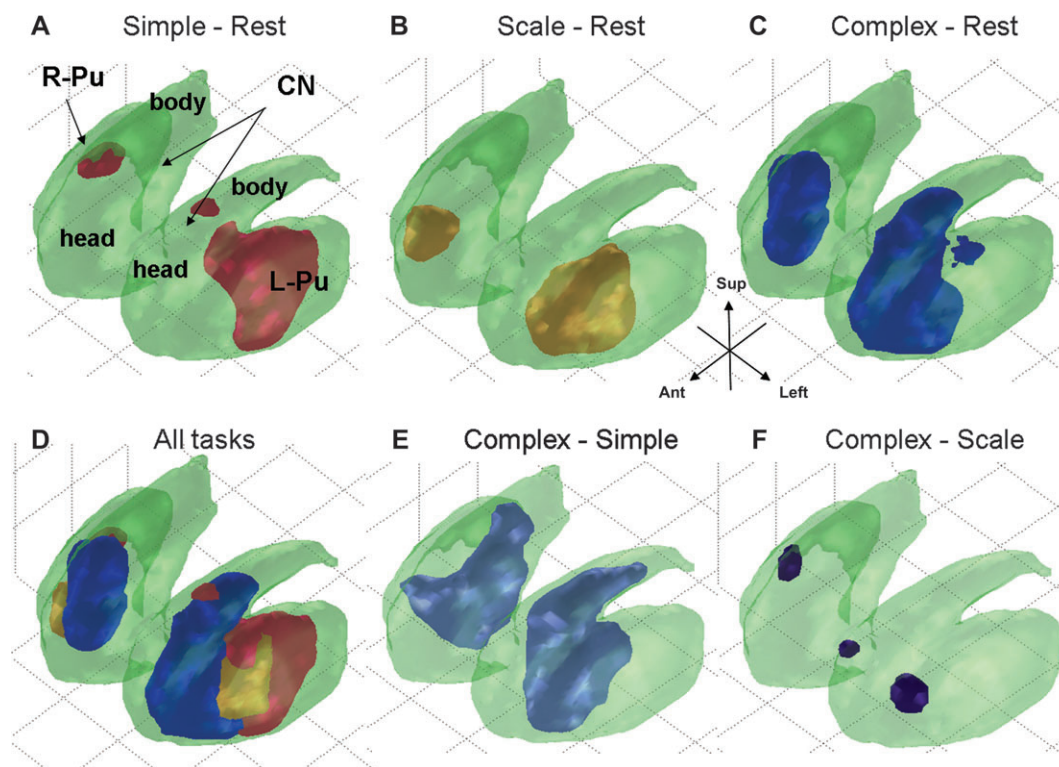 A Simple - Rest
B Scale - Rest
C Complex - Rest
R-Pu
body
CN
body
head
head
L-Pu
Sup
Ant
Left
D All tasks
E Complex - Simple
F Complex - Scale